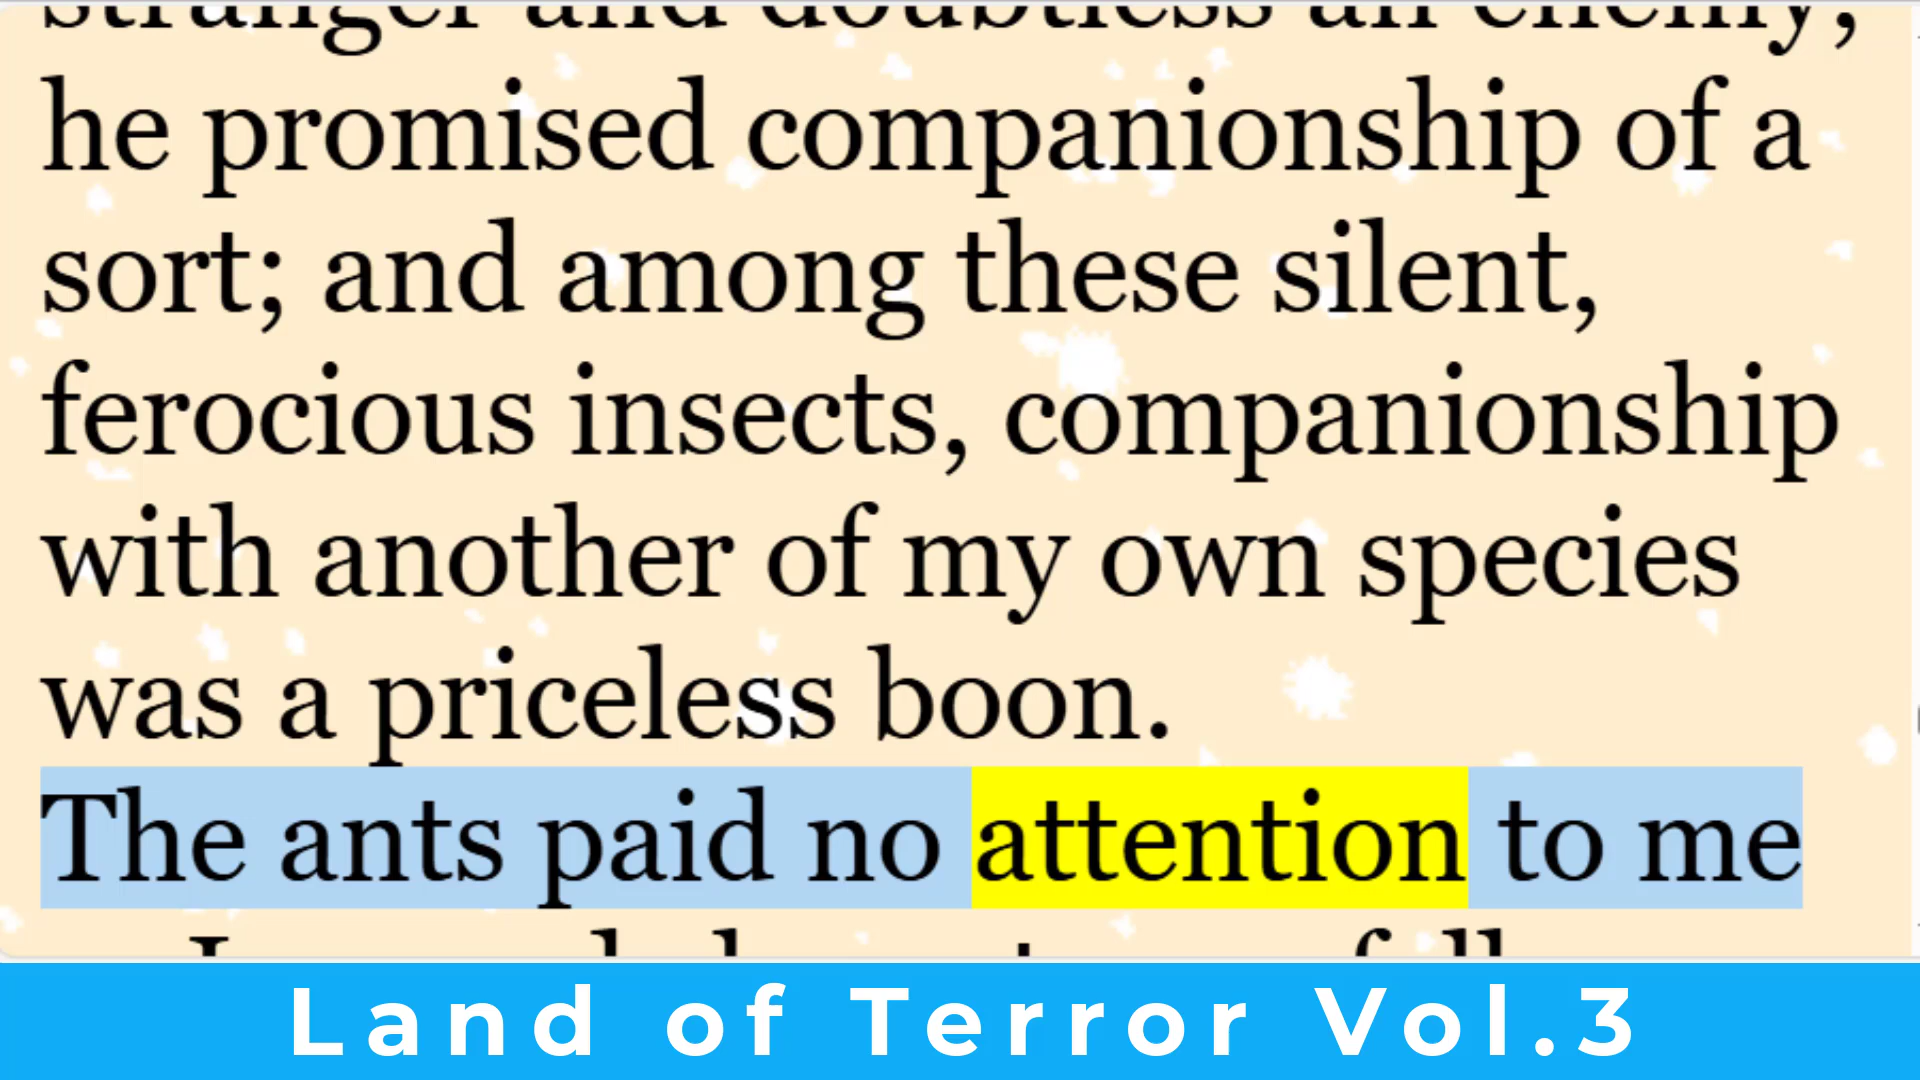 stranger and doubtless an enemy,
he promised companionship of a
sort; and among these silent,
ferocious insects, companionship
with another of my own species
was a priceless boon.
The ants paid no attention to me
Land of Terror Vol.3